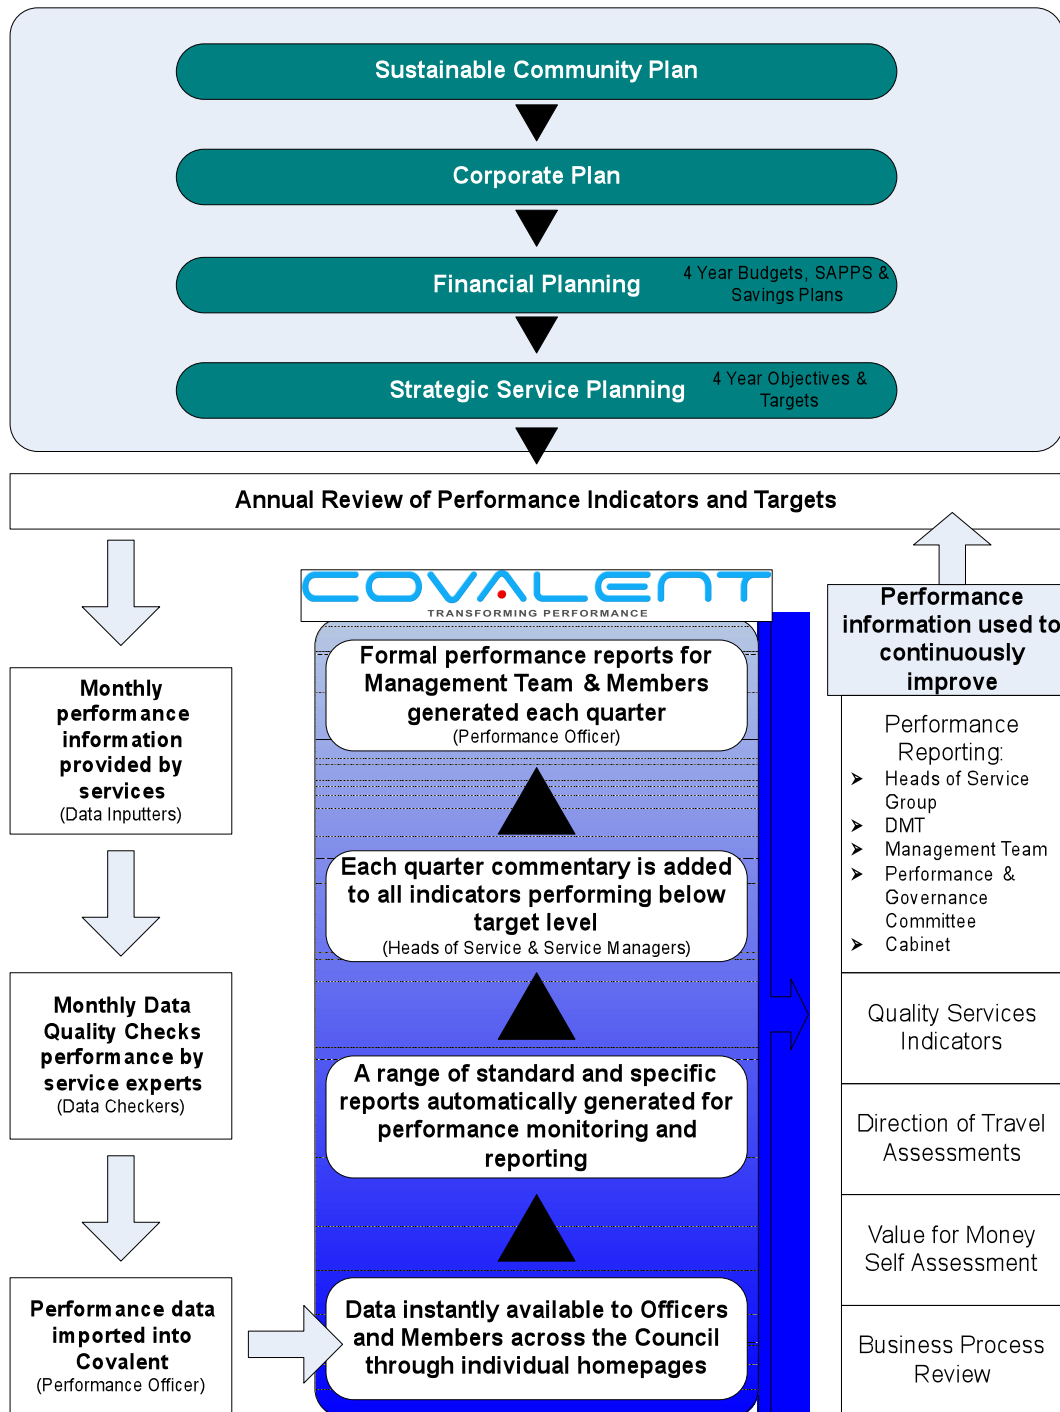 Sustainable Community Plan
Corporate Plan
Financial Planning
4 Year Budgets, SAPPS &
Savings Plans
Strategic Service Planning
4 Year Objectives &
Targets
Annual Review of Performance Indicators and Targets
Monthly
performance
information
provided by
services
(Data Inputters)
Monthly Data
Quality Checks
performance by
service experts
(Data Checkers)
Performance data
imported into
Covalent
(Performance Officer)
COVALENT
TRANSFORMING PERFORMANCE
Formal performance reports for
Management Team & Members
generated each quarter
(Performance Officer)
Each quarter commentary is added
to all indicators performing below
target level
(Heads of Service & Service Managers)
A range of standard and specific
reports automatically generated for
performance monitoring and
reporting
Data instantly available to Officers
and Members across the Council
through individual homepages
Performance
information used to
continuously
improve
Performance
Reporting:
➢ Heads of Service
Group
➢ DMT
➢ Management Team
➢ Performance &
Governance
Committee
➢ Cabinet
Quality Services
Indicators
Direction of Travel
Assessments
Value for Money
Self Assessment
Business Process
Review